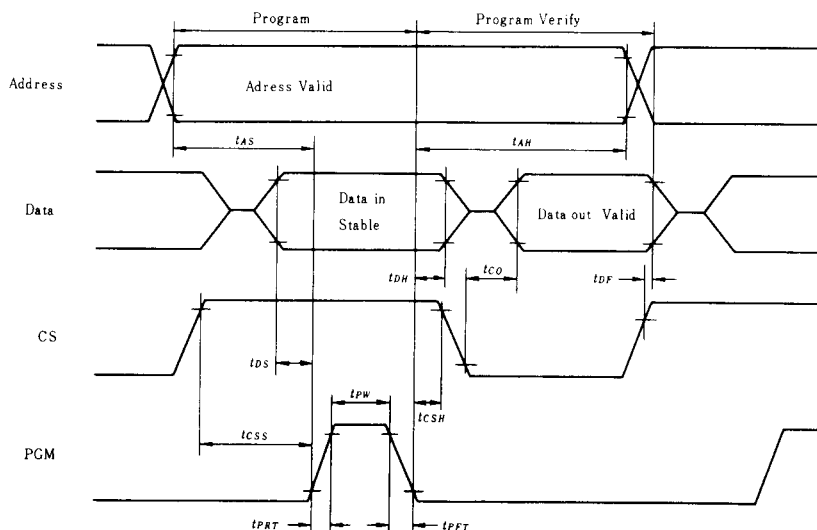 Program
Program Verify
Address
Adress Valid
tAS
tAH
Data
Data in
Stable
Data out Valid
tDH
tCO
tDF
CS
tDS
tPW
tCSH
tCSS
PGM
tPRT
tPFT